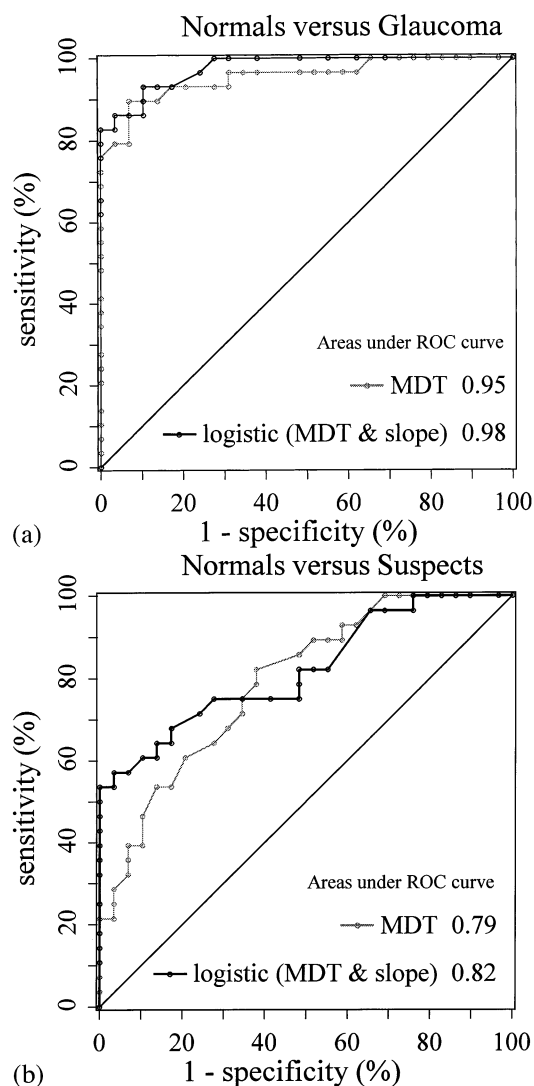 Normals versus Glaucoma
100
80
60
40
20
0
sensitivity (%)
Areas under ROC curve
MDT 0.95
logistic (MDT & slope) 0.98
0 20 40 60 80 100
(a)
1 - specificity (%)
Normals versus Suspects
100
80
60
40
20
0
sensitivity (%)
Areas under ROC curve
MDT 0.79
logistic (MDT & slope) 0.82
0 20 40 60 80 100
(b)
1 - specificity (%)